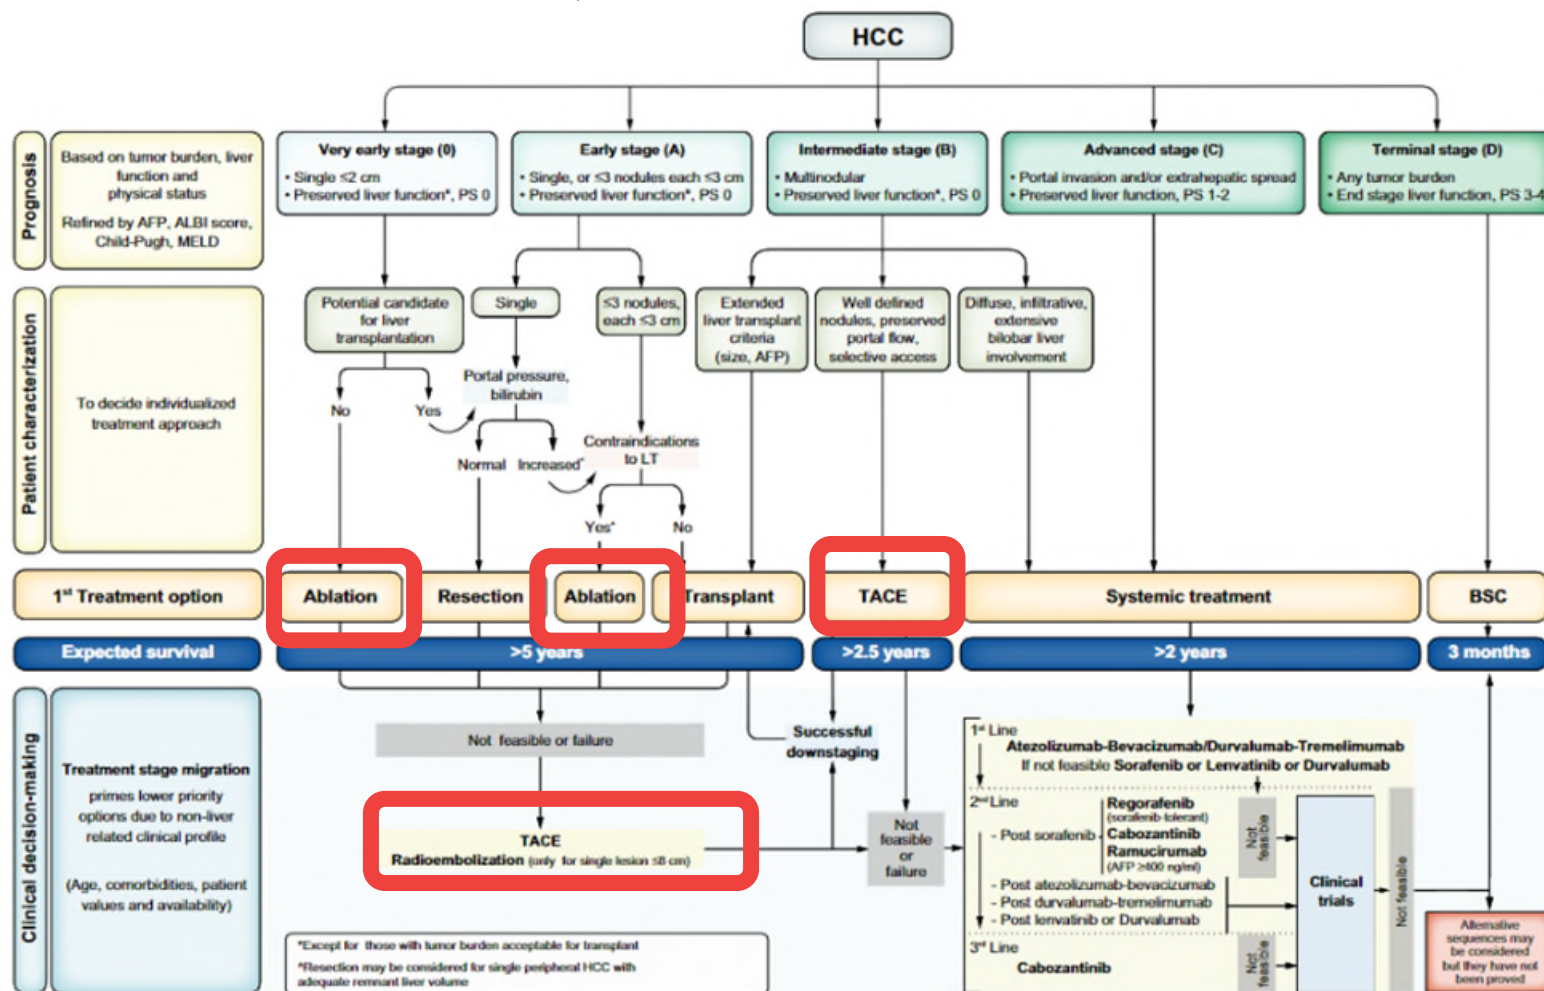 HCC
Prognosis
Based on tumor burden, liver
function and
physical status
Refined by AFP, ALBI score,
Child-Pugh, MELD
Very early stage (0)
• Single ≤2 cm
• Preserved liver function*, PS 0
Early stage (A)
• Single, or ≤3 nodules each ≤3 cm
• Preserved liver function*, PS 0
Intermediate stage (B)
• Multinodular
• Preserved liver function*, PS 0
Advanced stage (C)
• Portal invasion and/or extrahepatic spread
• Preserved liver function, PS 1-2
Terminal stage (D)
• Any tumor burden
• End stage liver function, PS 3-4
Patient characterization
To decide individualized
treatment approach
Potential candidate
for liver
transplantation
Single
≤3 nodules,
each ≤3 cm
Extended
liver transplant
criteria
(size, AFP)
Well defined
nodules, preserved
portal flow,
selective access
Diffuse, infiltrative,
extensive
bilobar liver
involvement
No
Yes
Portal pressure,
bilirubin
Normal
Increased*
Contraindications
to LT
Yes*
No
1st Treatment option
Ablation
Resection
Ablation
Transplant
TACE
Systemic treatment
BSC
Expected survival
>5 years
>2.5 years
>2 years
3 months
Clinical decision-making
Treatment stage migration
primes lower priority
options due to non-liver
related clinical profile
(Age, comorbidities, patient
values and availability)
Not feasible or failure
TACE
Radioembolization (only for single lesion ≤8 cm)
Successful
downstaging
Not
feasible
or
failure
1st Line
Atezolizumab-Bevacizumab/Durvalumab-Tremelimumab
If not feasible Sorafenib or Lenvatinib or Durvalumab
2nd Line
- Post sorafenib
Regorafenib
(sorafenib-tolerant)
Cabozantinib
Ramucirumab
(AFP ≥400 ng/ml)
- Post atezolizumab-bevacizumab
- Post durvalumab-tremelimumab
- Post lenvatinib or Durvalumab
3rd Line
Cabozantinib
Not
feasible
Not
feasible
Clinical
trials
Not feasible
Alternative
sequences may
be considered
but they have not
been proved
*Except for those with tumor burden acceptable for transplant
*Resection may be considered for single peripheral HCC with
adequate remnant liver volume